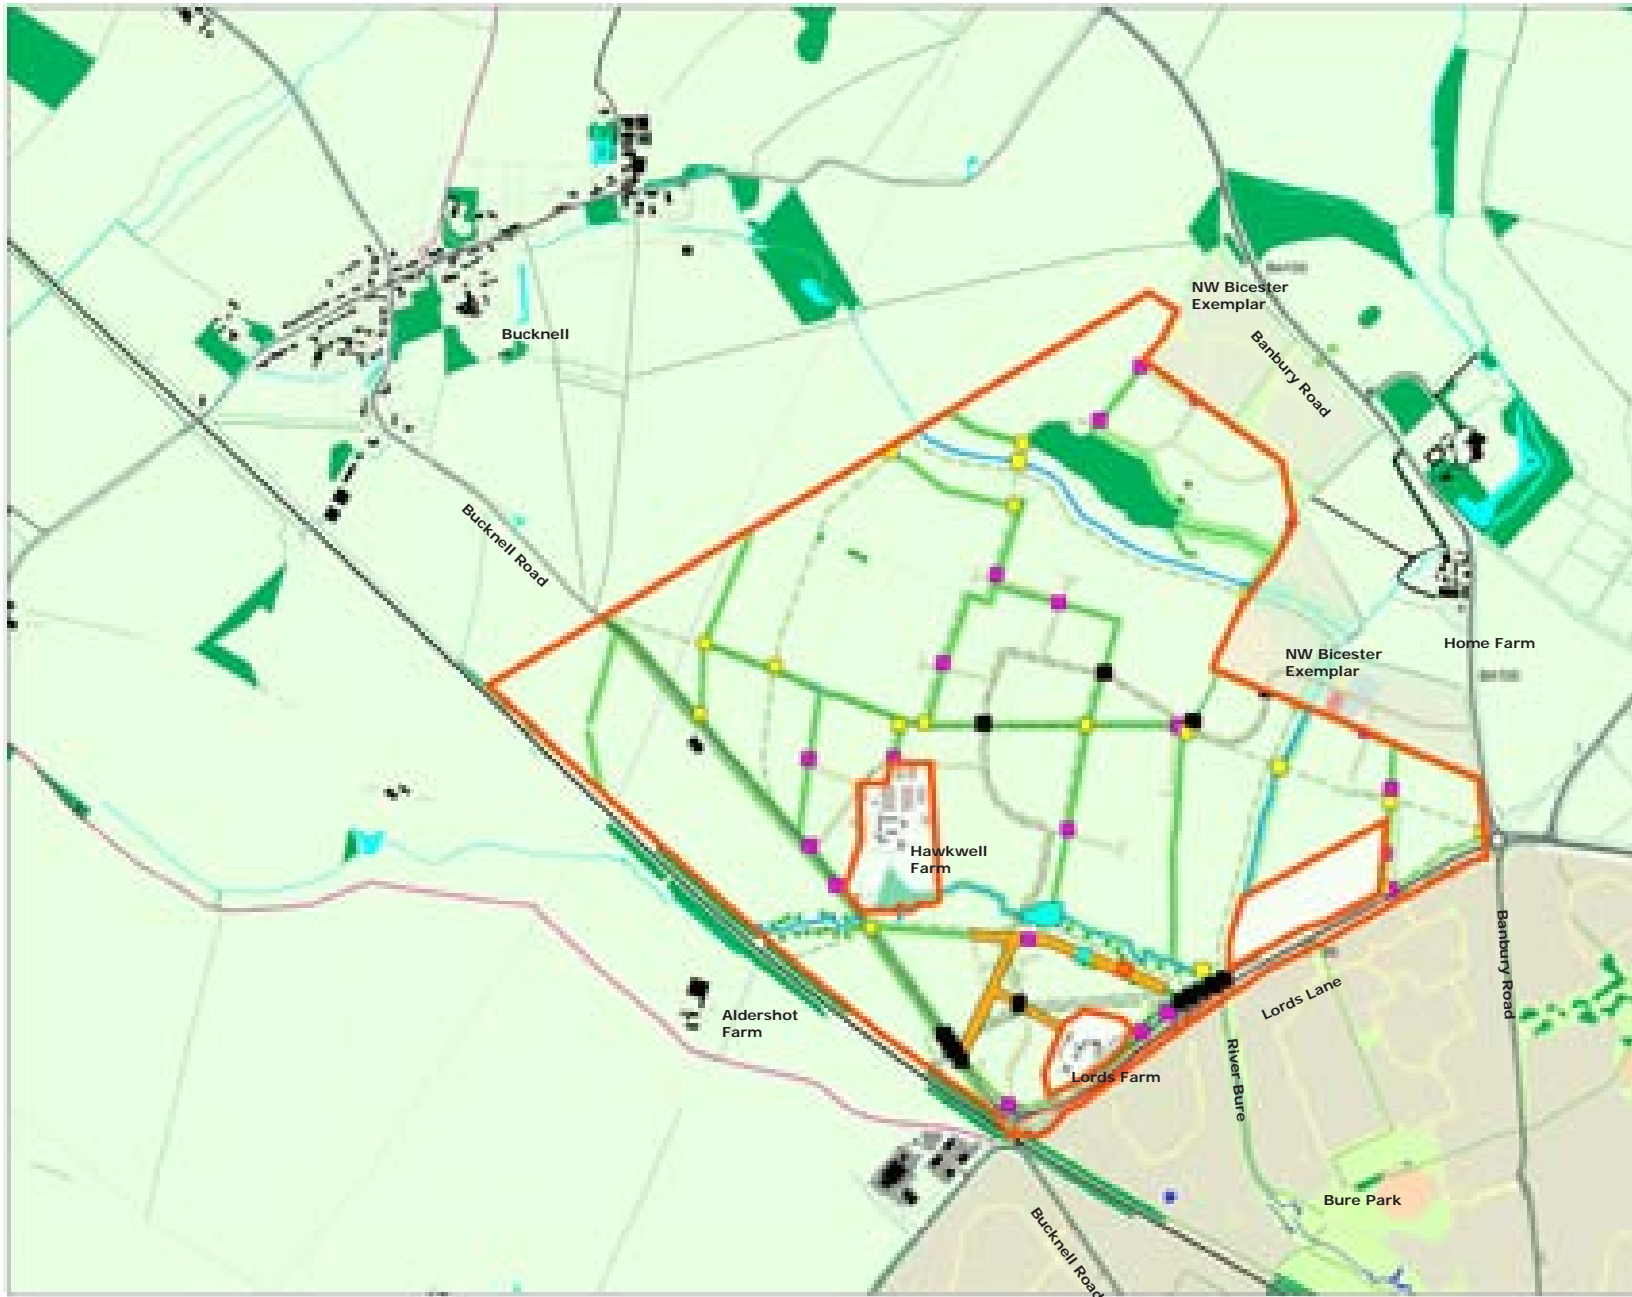 NW Bicester
Exemplar
Bucknell
Banbury Road
Bucknell Road
Home Farm
NW Bicester
Exemplar
Hawkwell
Farm
Banbury Road
Lords Lane
Aldershot
Farm
River Bure
Lords Farm
Bure Park
Bucknell Road